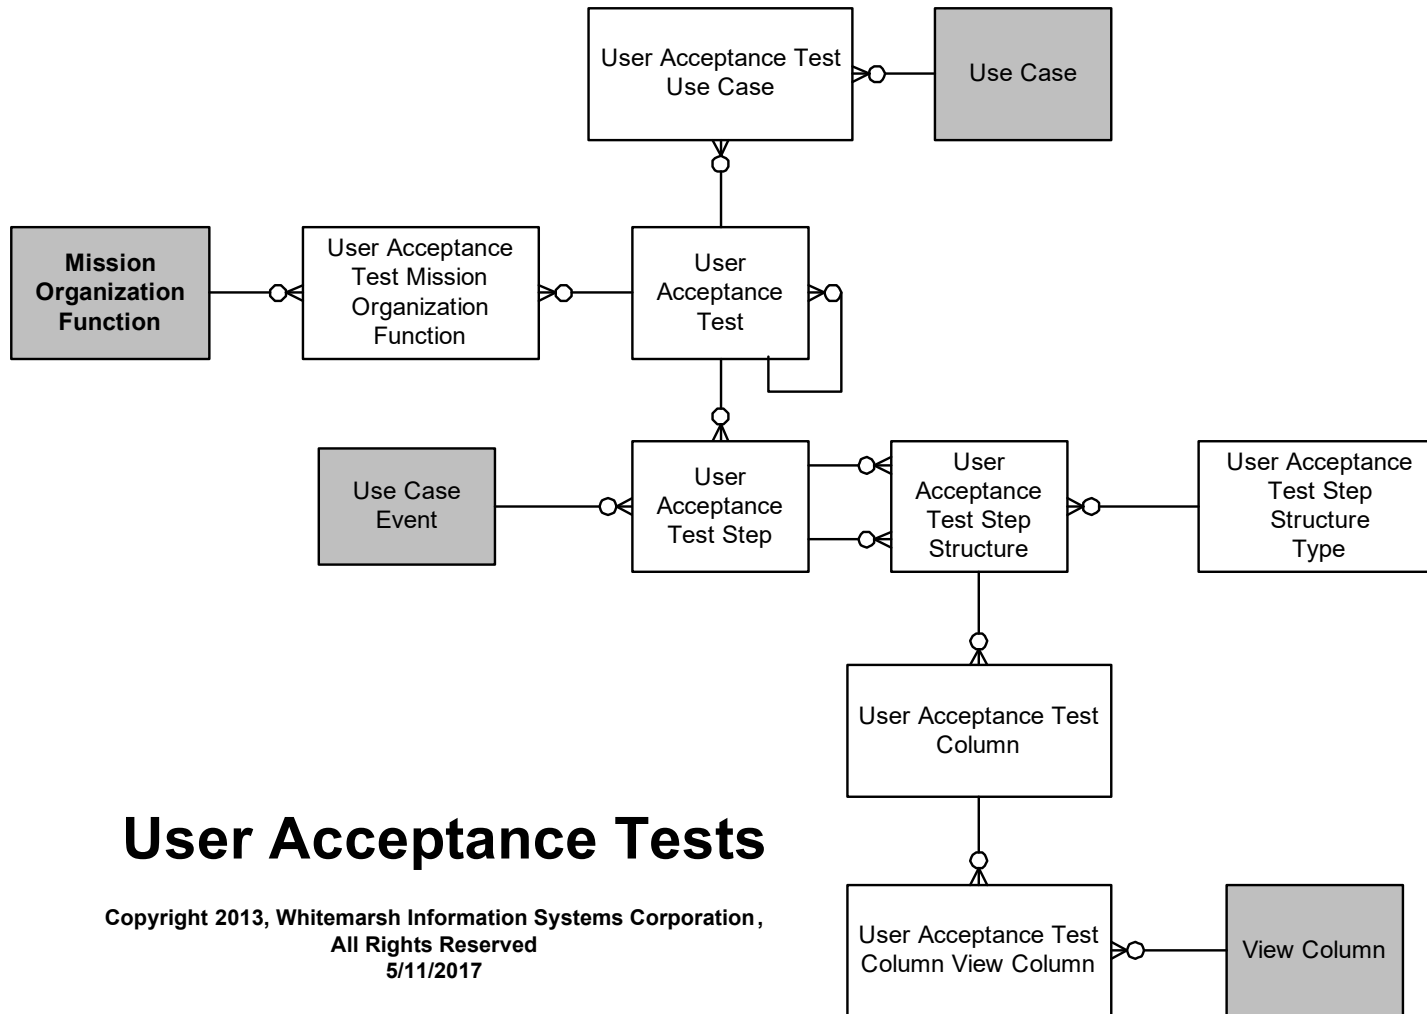 User Acceptance Test
Use Case
Use Case
Mission
Organization
Function
User Acceptance
Test Mission
Organization
Function
User
Acceptance
Test
Use Case
Event
User
Acceptance
Test Step
User
Acceptance
Test Step
Structure
User Acceptance
Test Step
Structure
Type
User Acceptance Test
Column
User Acceptance Tests
Copyright 2013, Whitemarsh Information Systems Corporation,
All Rights Reserved
5/11/2017
User Acceptance Test
Column View Column
View Column